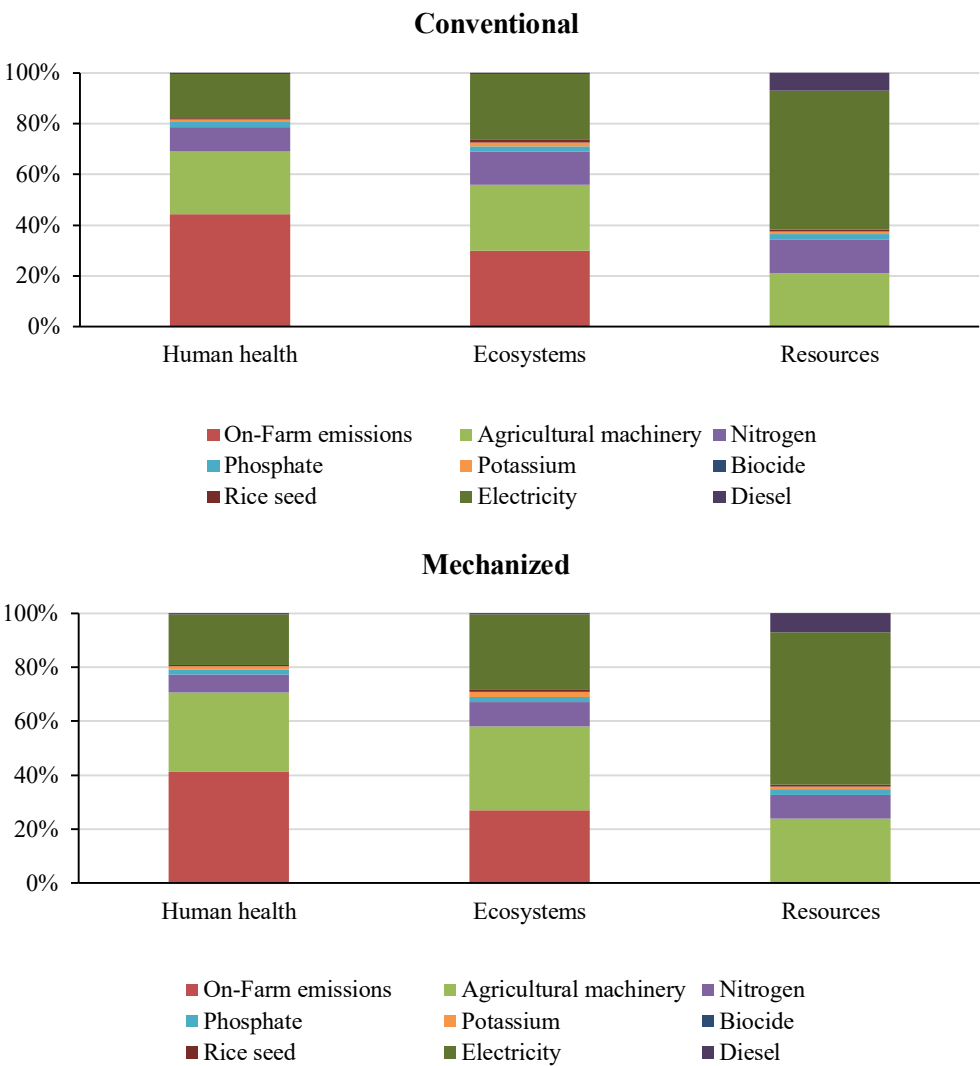 Conventional
100%
80%
60%
40%
20%
0%
Human health Ecosystems Resources
On-Farm emissions Agricultural machinery Nitrogen
Phosphate Potassium Biocide
Rice seed Electricity Diesel
Mechanized
100%
80%
60%
40%
20%
0%
Human health Ecosystems Resources
On-Farm emissions Agricultural machinery Nitrogen
Phosphate Potassium Biocide
Rice seed Electricity Diesel